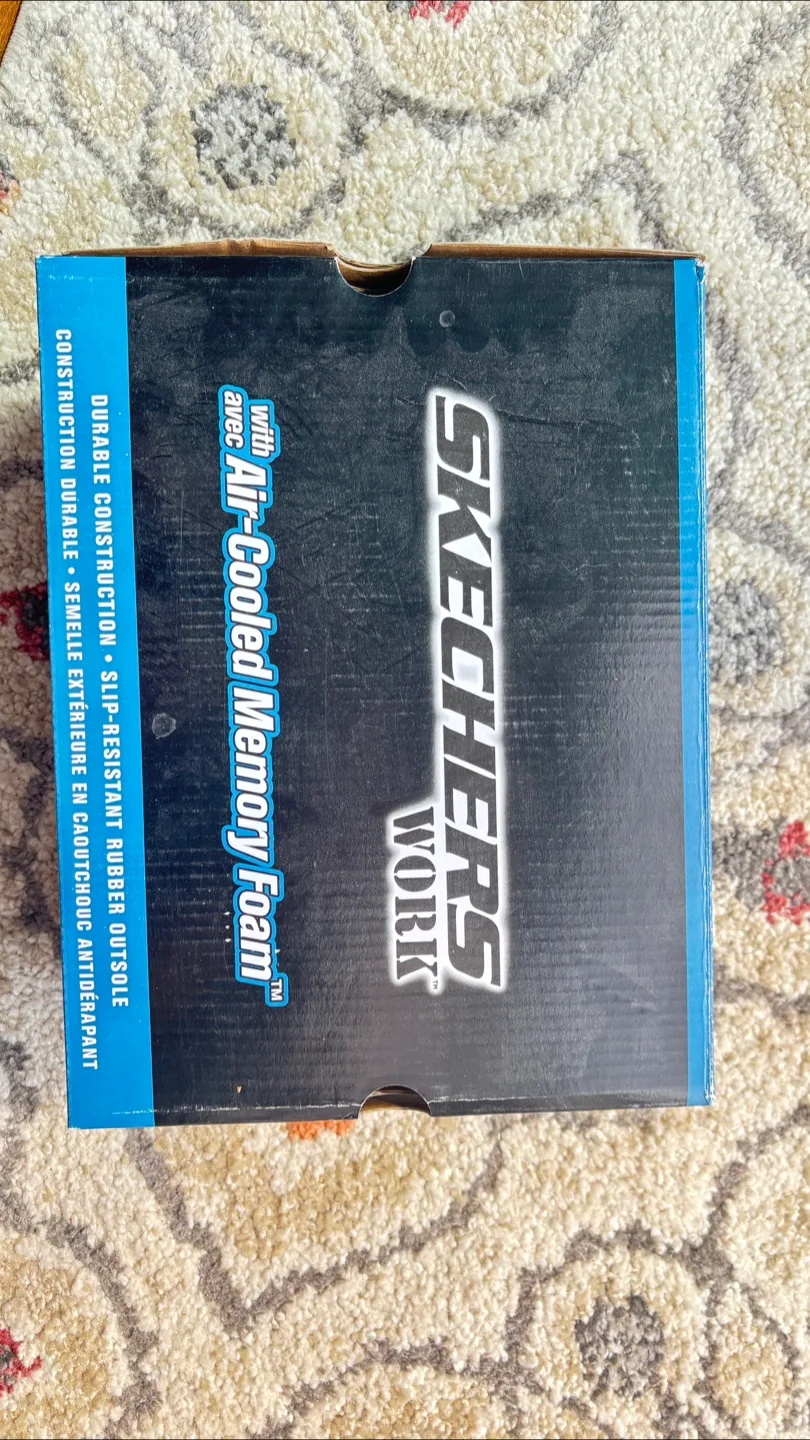 SKECHERS
WORK™
with
avec Air-Cooled Memory Foam™
DURABLE CONSTRUCTION • SLIP-RESISTANT RUBBER OUTSOLE
CONSTRUCTION DURABLE • SEMELLE EXTÉRIEURE EN CAOUTCHOUC ANTIDÉRAPANT